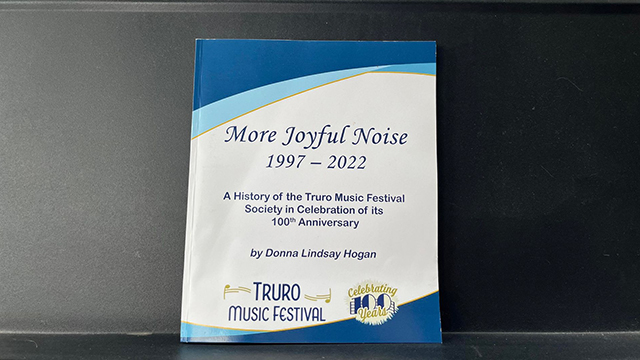 More Joyful Noise
1997 – 2022
A History of the Truro Music Festival
Society in Celebration of its
100th Anniversary
by Donna Lindsay Hogan
TRURO
MUSIC FESTIVAL
Celebrating
100
Years